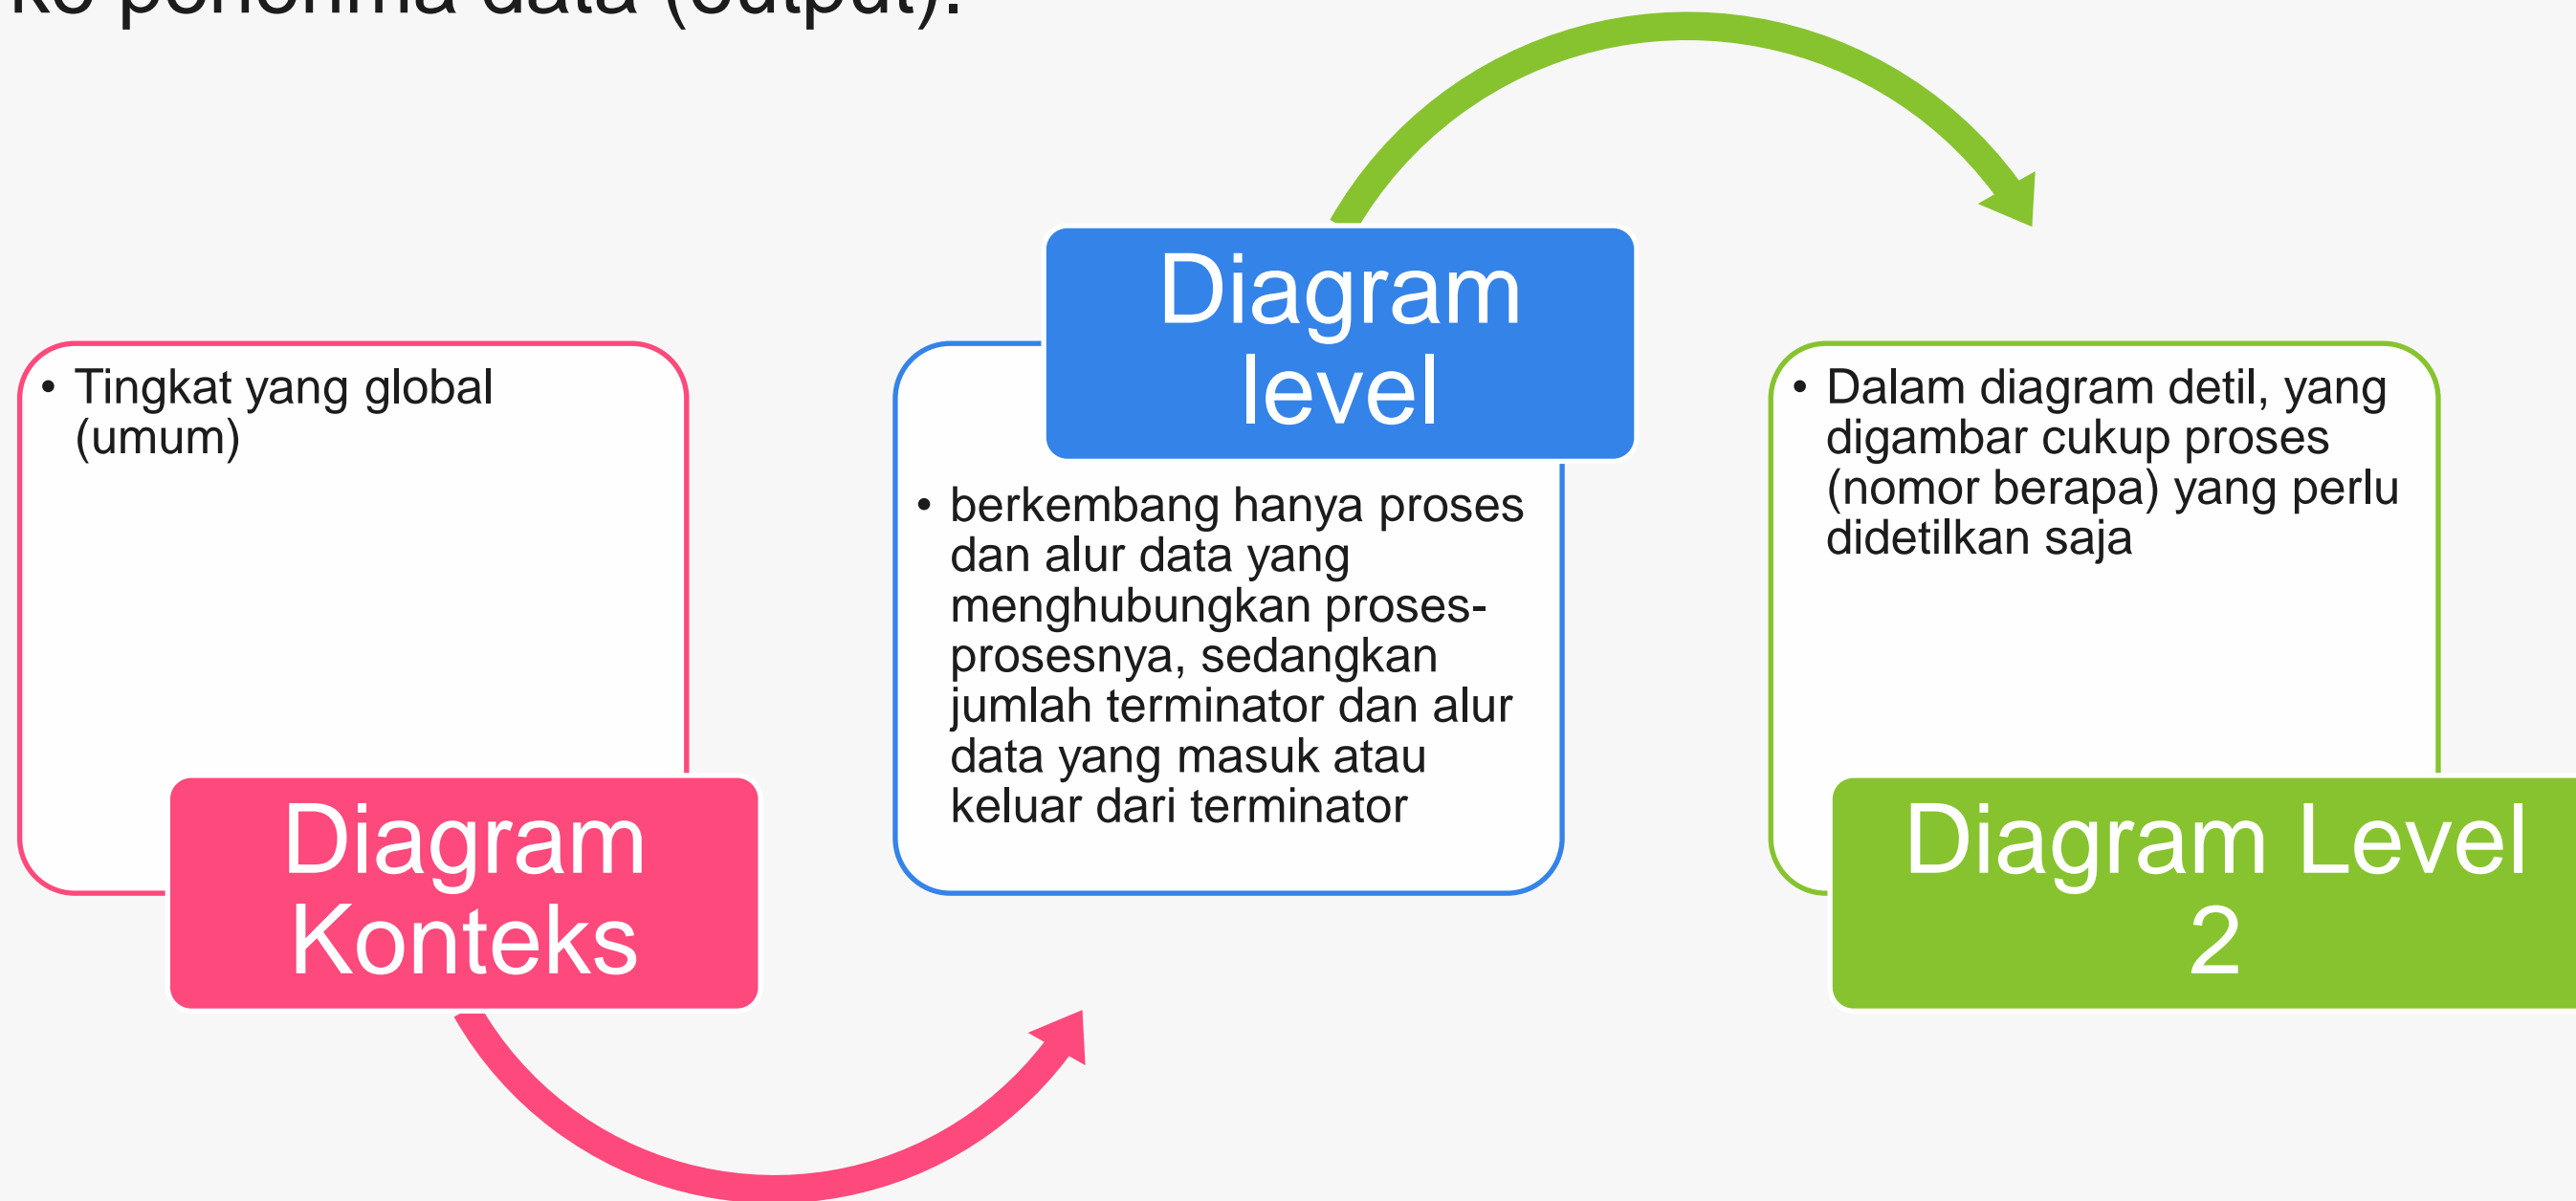 (output).
• Tingkat yang global
(umum)
Diagram
Konteks
Diagram
level
• berkembang hanya proses
dan alur data yang
menghubungkan proses-
prosesnya, sedangkan
jumlah terminator dan alur
data yang masuk atau
keluar dari terminator
• Dalam diagram detil, yang
digambar cukup proses
(nomor berapa) yang perlu
didetilkan saja
Diagram Level
2